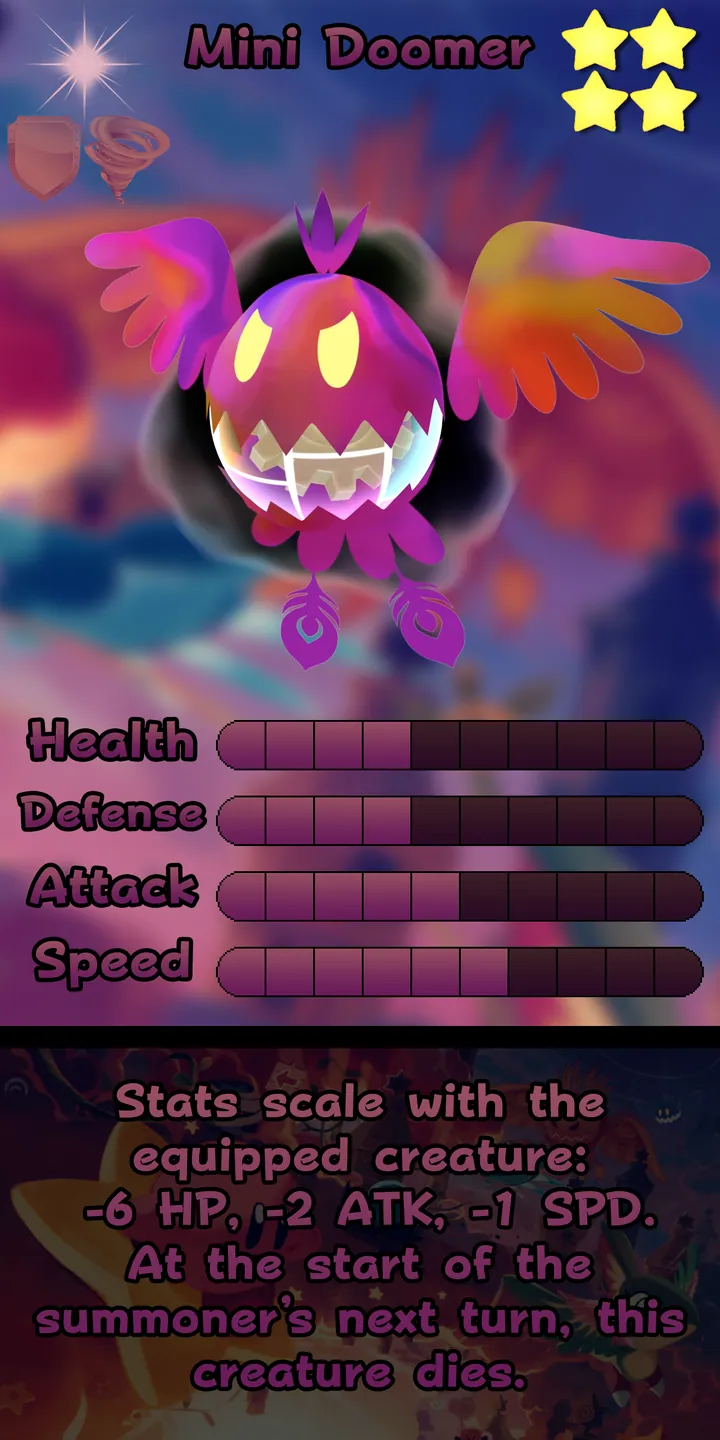 Mini Doomer
Health
Defense
Attack
Speed
Stats scale with the
equipped creature:
-6 HP, -2 ATK, -1 SPD.
At the start of the
summoner's next turn, this
creature dies.